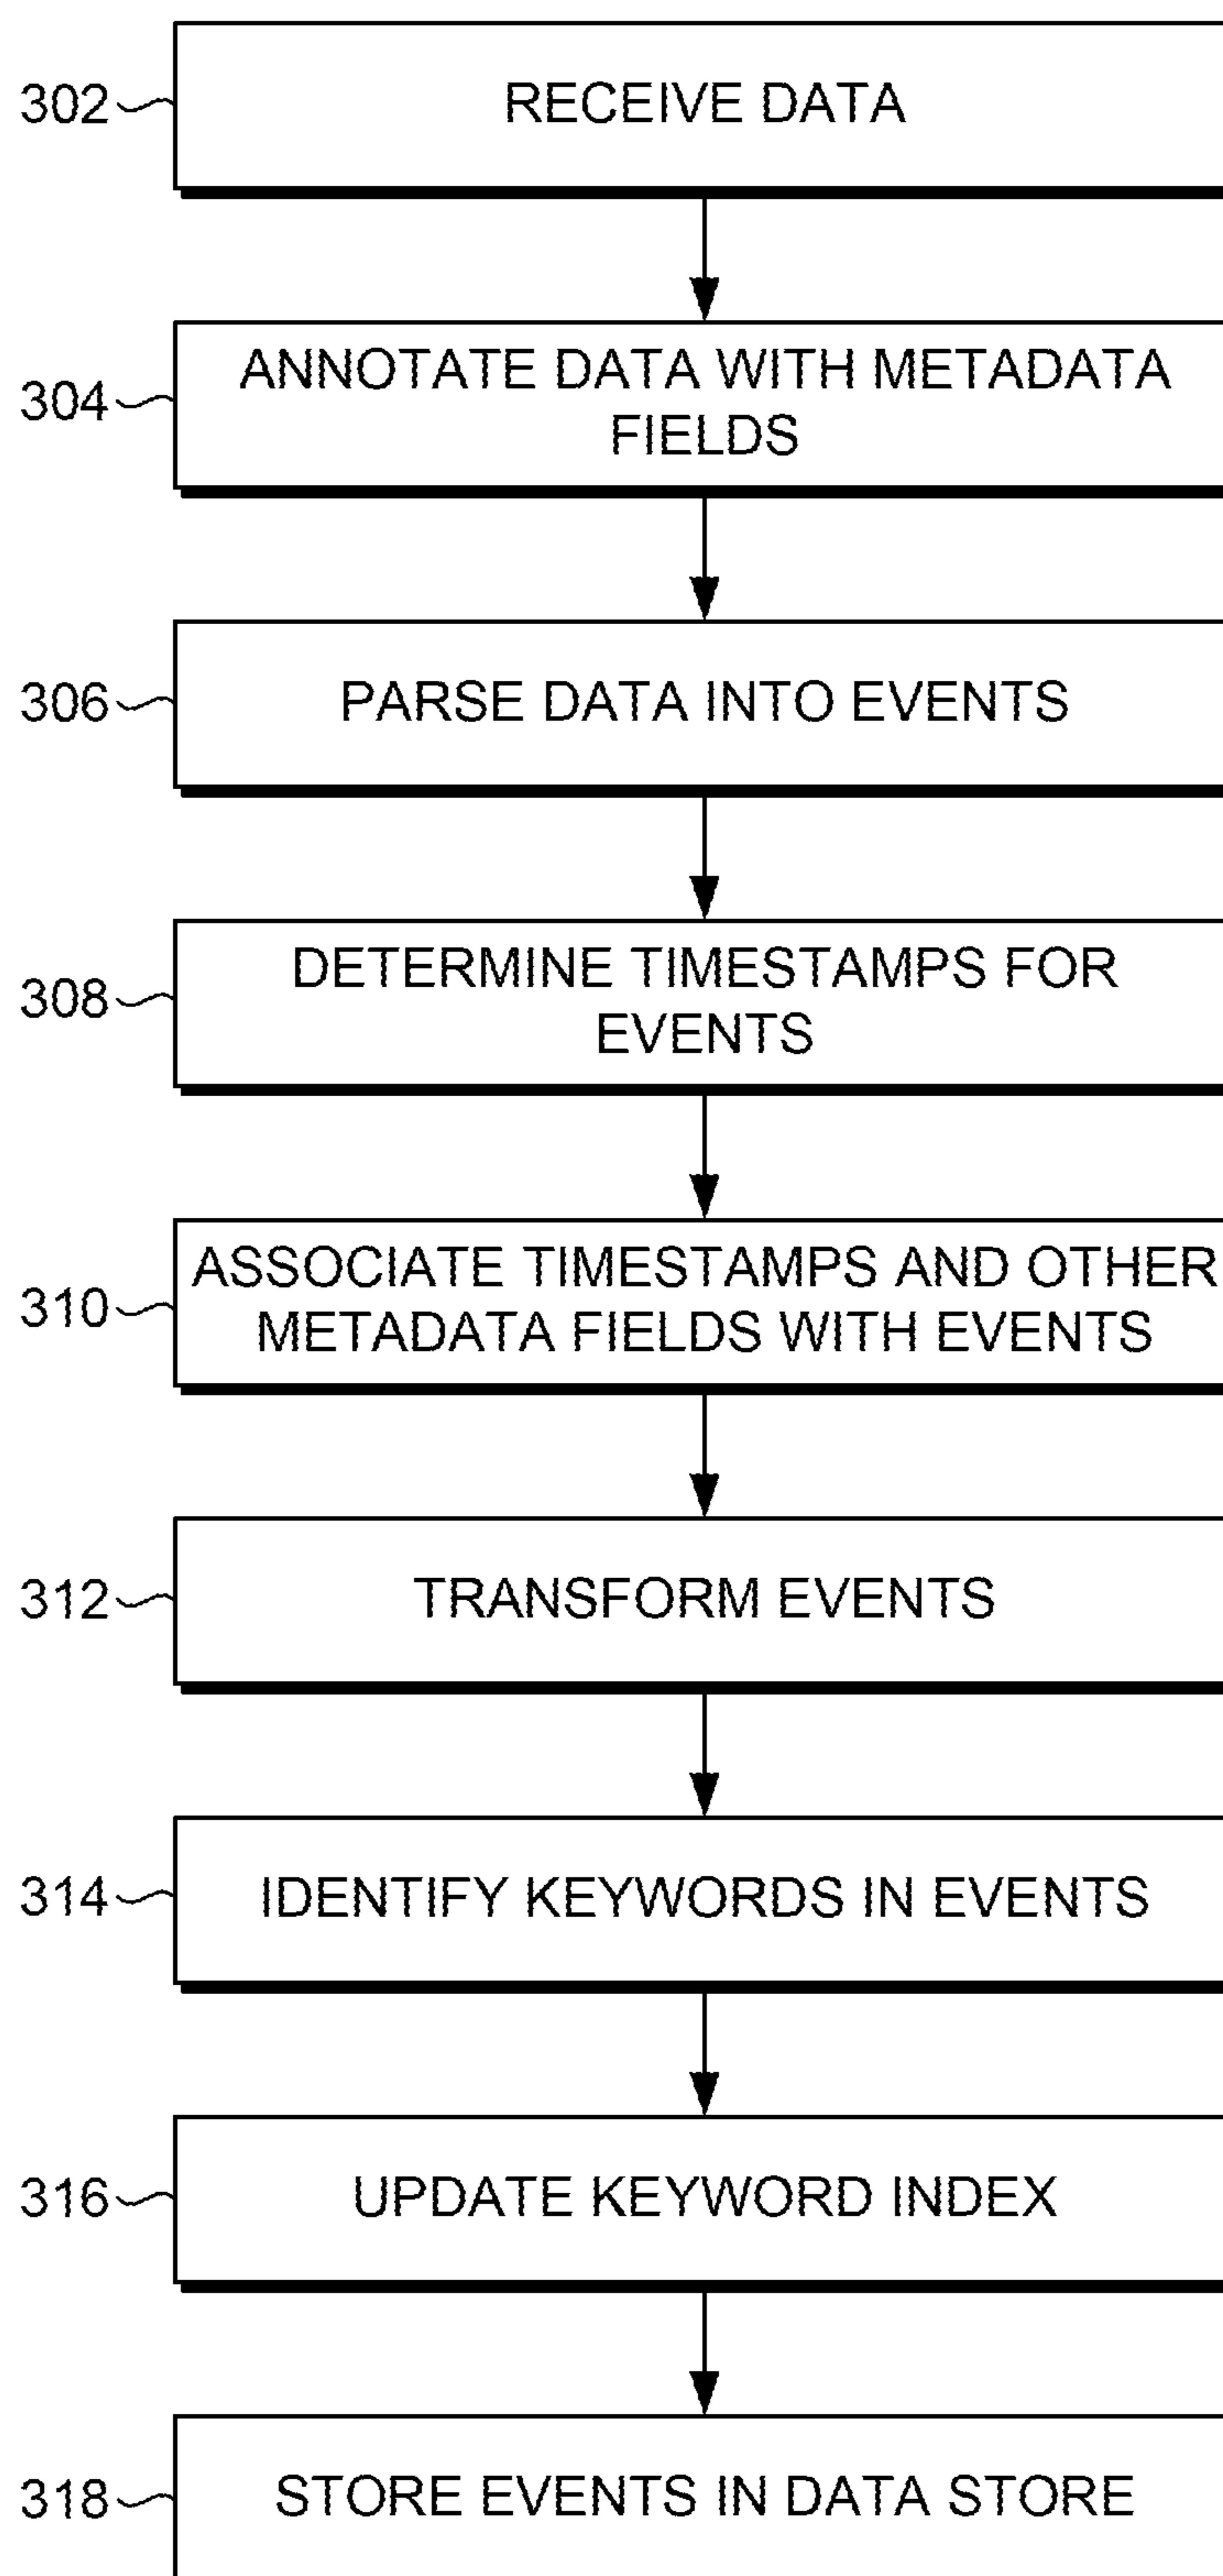 302
RECEIVE DATA
304
ANNOTATE DATA WITH METADATA
FIELDS
306
PARSE DATA INTO EVENTS
308
DETERMINE TIMESTAMPS FOR
EVENTS
310
ASSOCIATE TIMESTAMPS AND OTHER
METADATA FIELDS WITH EVENTS
312
TRANSFORM EVENTS
314
IDENTIFY KEYWORDS IN EVENTS
316
UPDATE KEYWORD INDEX
318
STORE EVENTS IN DATA STORE